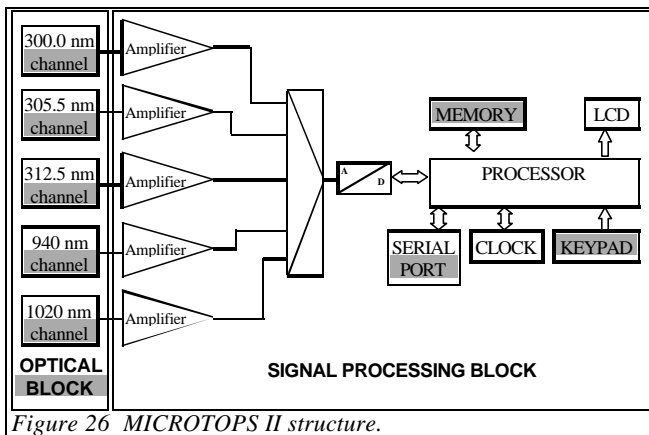 300.0 nm
channel
Amplifier
305.5 nm
channel
Amplifier
312.5 nm
channel
Amplifier
940 nm
channel
Amplifier
1020 nm
channel
Amplifier
A
D
MEMORY
LCD
PROCESSOR
SERIAL
PORT
CLOCK
KEYPAD
OPTICAL
BLOCK
SIGNAL PROCESSING BLOCK
Figure 26 MICROTOPS II structure.